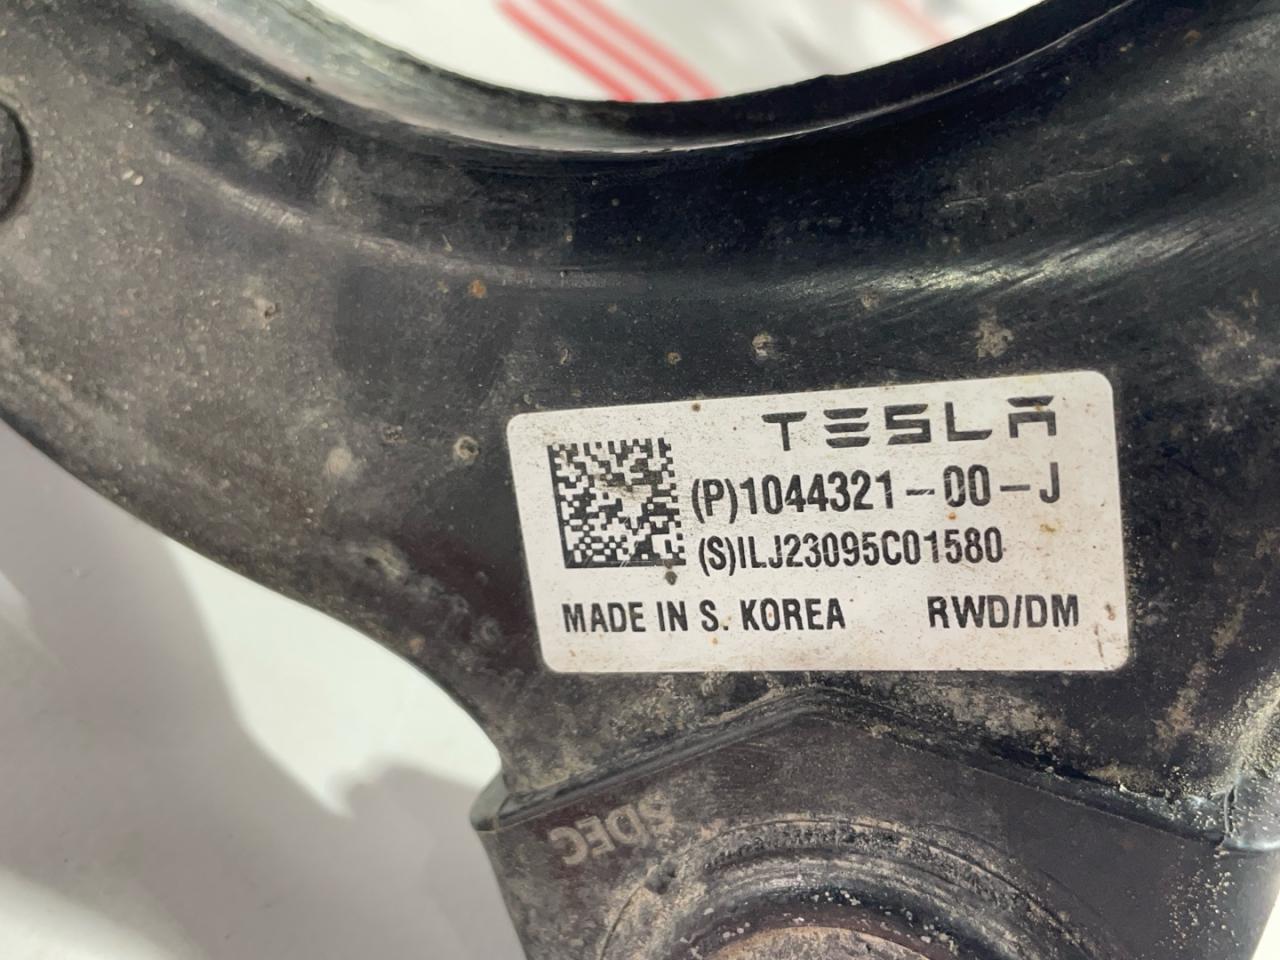 TESLA
(P)1044321-00-J
(S)ILJ23095C01580
MADE IN S. KOREA RWD/DM